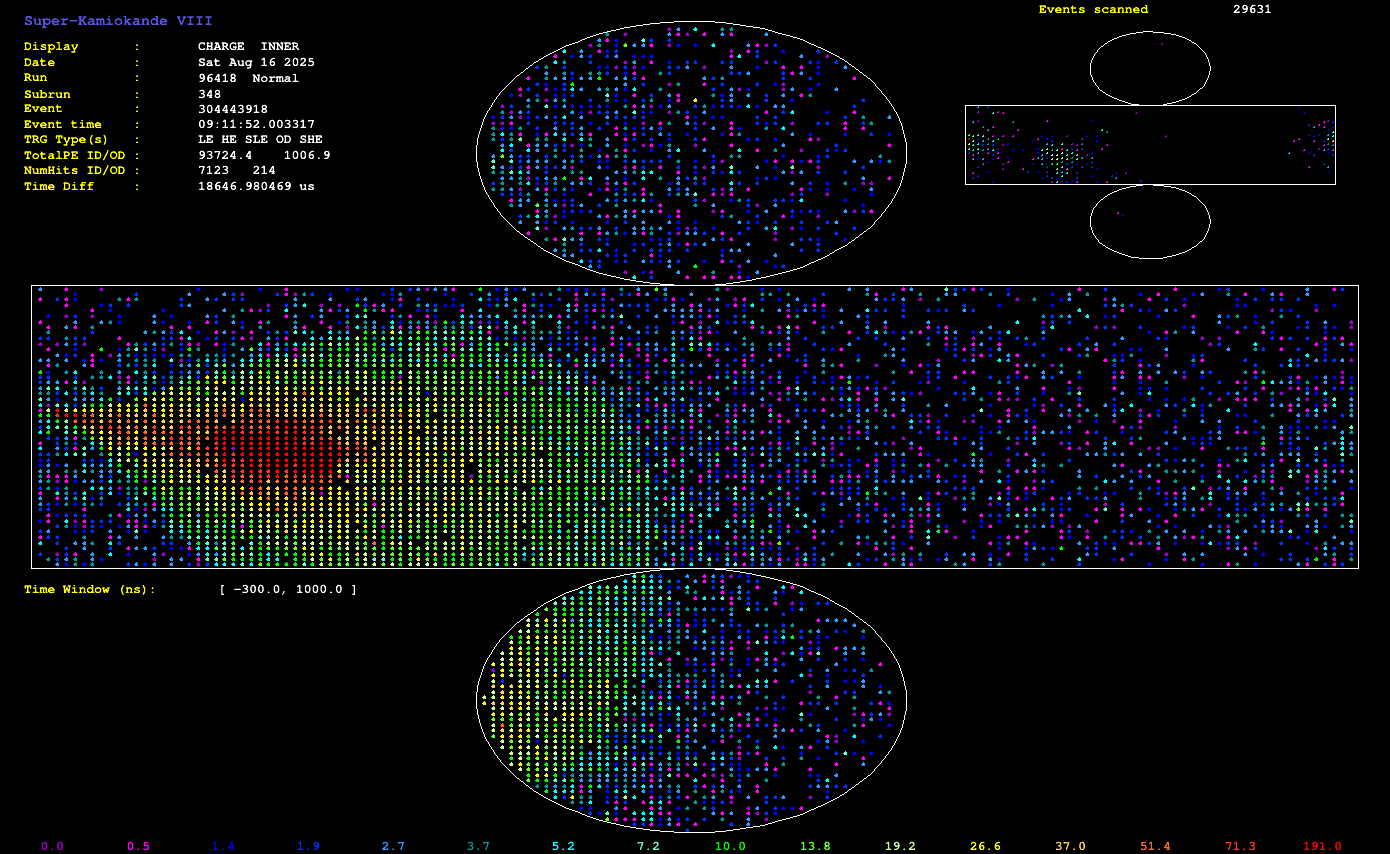 Super-Kamiokande VIII
Events scanned 29631
Display : CHARGE INNER
Date : Sat Aug 16 2025
Run : 96418 Normal
Subrun : 348
Event : 304443918
Event time : 09:11:52.003317
TRG Type(s) : LE HE SLE OD SHE
TotalPE ID/OD : 93724.4 1006.9
NumHits ID/OD : 7123 214
Time Diff : 18646.980469 us
Time Window (ns): [ -300.0, 1000.0 ]
0.0 0.5 1.4 1.9 2.7 3.7 5.2 7.2 10.0 13.8 19.2 26.6 37.0 51.4 71.3 191.0